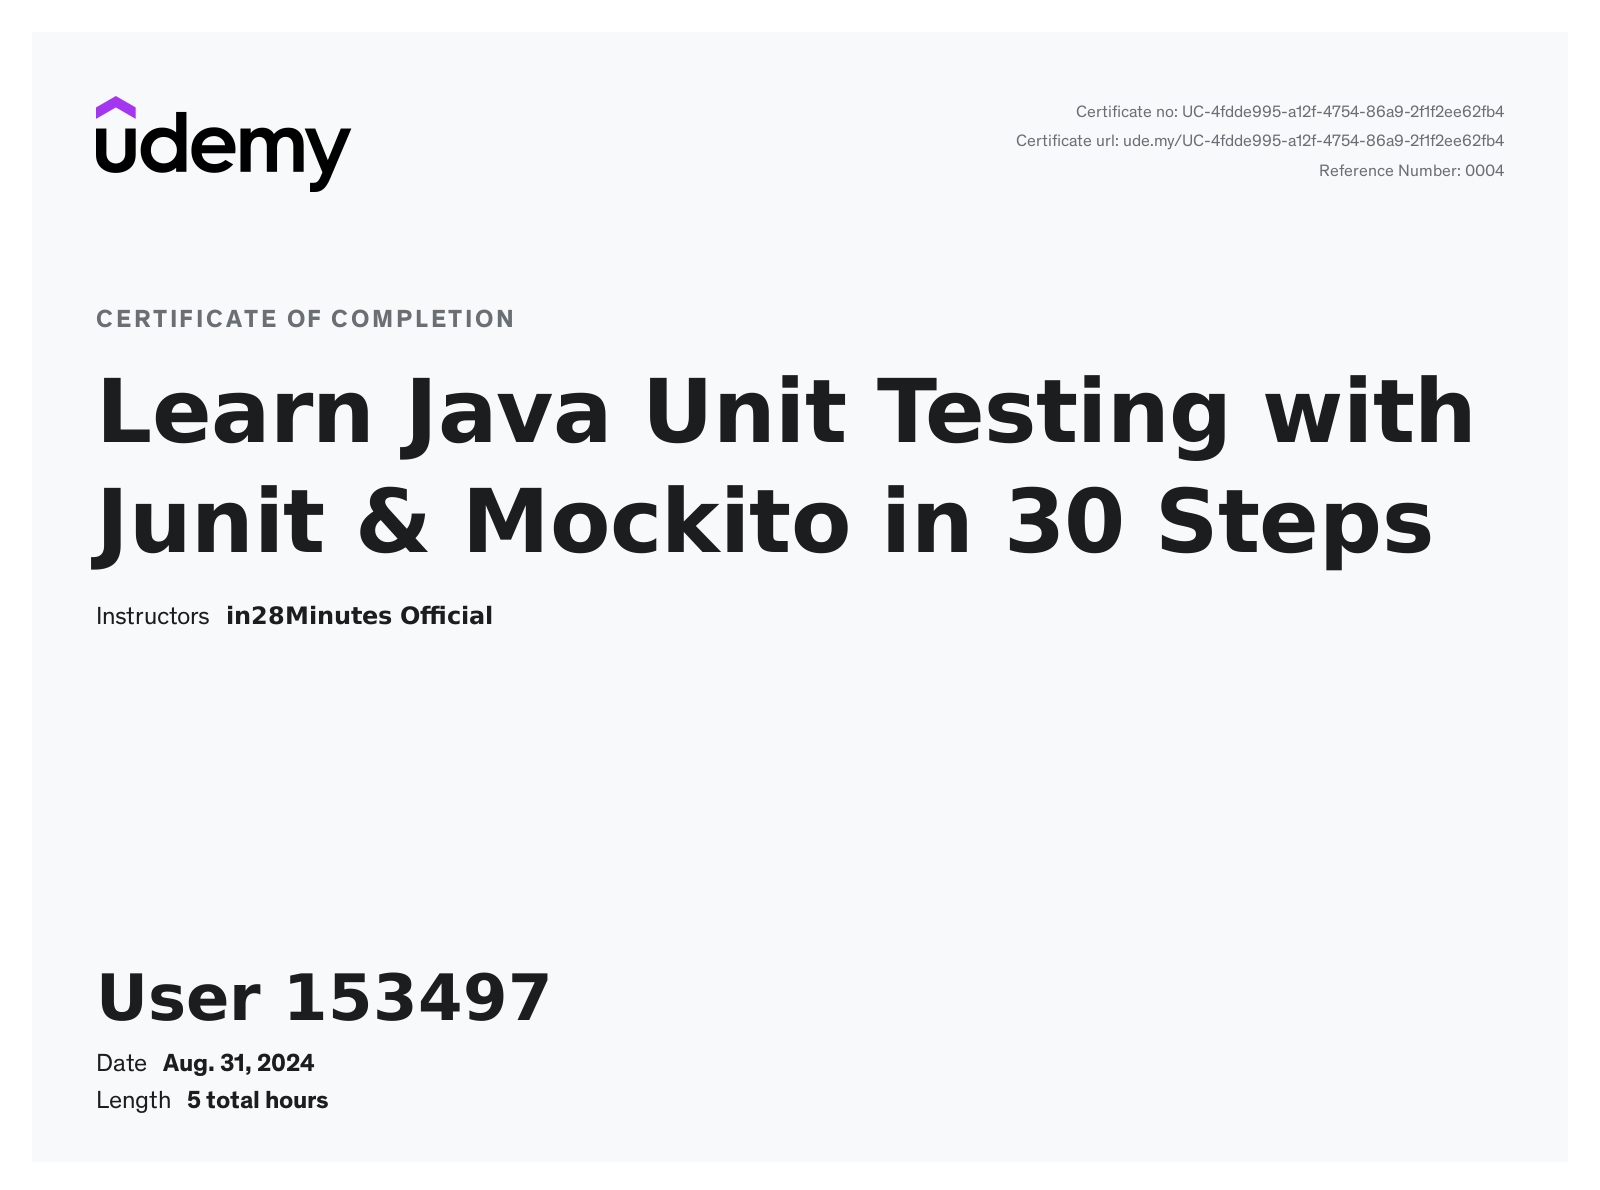 udemy
Certificate no: UC-4fdde995-a12f-4754-86a9-2f1f2ee62fb4
Certificate url: ude.my/UC-4fdde995-a12f-4754-86a9-2f1f2ee62fb4
Reference Number: 0004
CERTIFICATE OF COMPLETION
Learn Java Unit Testing with
Junit & Mockito in 30 Steps
Instructors in28Minutes Official
User 153497
Date Aug. 31, 2024
Length 5 total hours